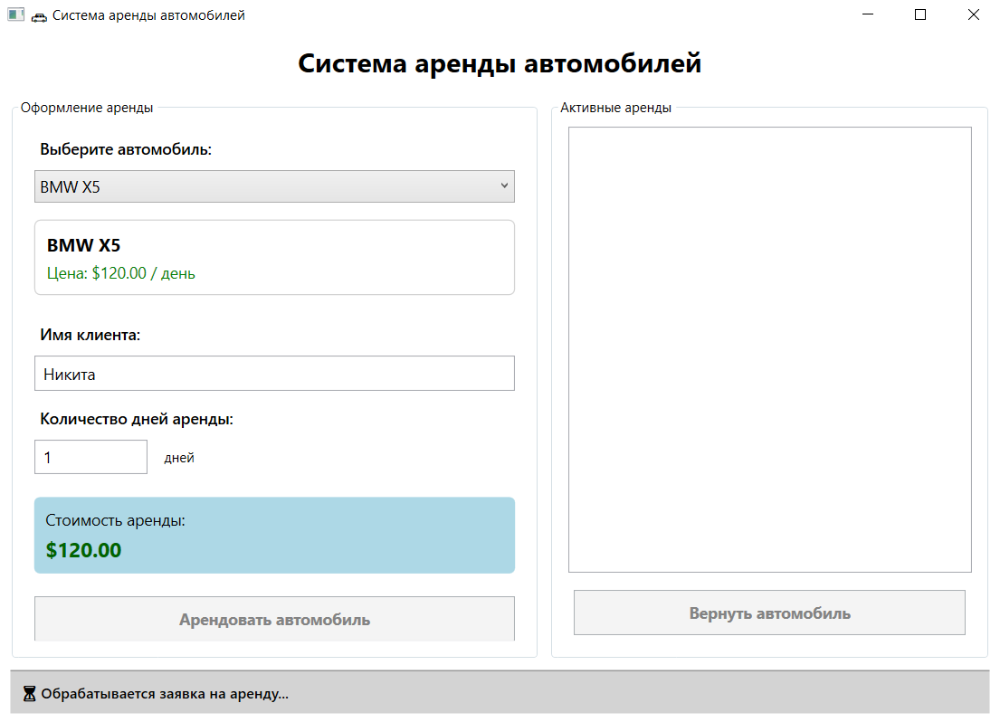 Система аренды автомобилей
Система аренды автомобилей
Оформление аренды
Выберите автомобиль:
BMW X5
BMW X5
Цена: $120.00 / день
Имя клиента:
Никита
Количество дней аренды:
1 дней
Стоимость аренды:
$120.00
Арендовать автомобиль
Активные аренды
Вернуть автомобиль
Обрабатывается заявка на аренду...